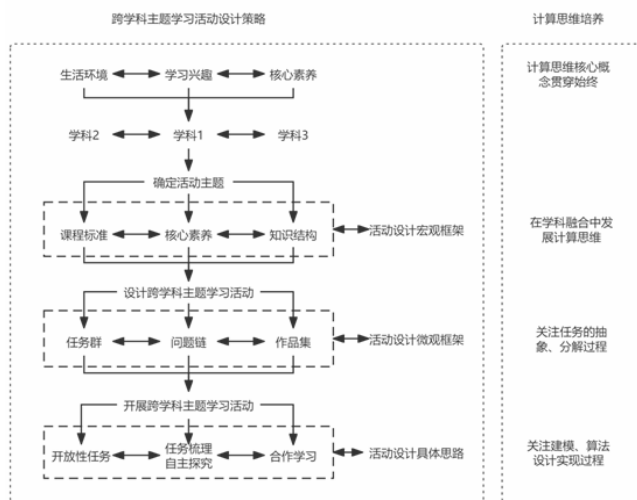 跨学科主题学习活动设计策略
计算思维培养
生活环境 学习兴趣 核心素养
计算思维核心概
念贯穿始终
学科2 学科1 学科3
确定活动主题
课程标准 核心素养 知识结构
活动设计宏观框架
在学科融合中发
展计算思维
设计跨学科主题学习活动
任务群 问题链 作品集
活动设计微观框架
关注任务的抽
象、分解过程
开展跨学科主题学习活动
开放性任务
任务梳理
自主探究
合作学习
活动设计具体思路
关注建模、算法
设计实现过程